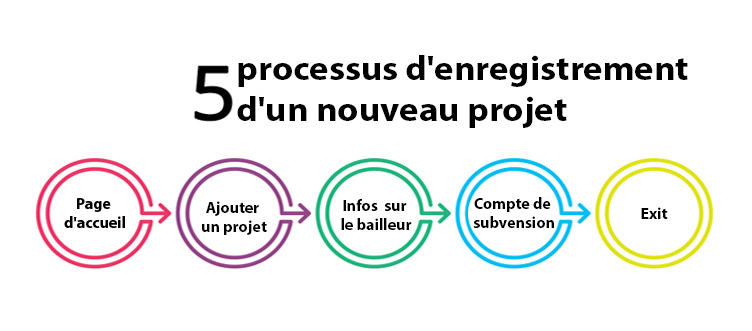 5 processus d'enregistrement
d'un nouveau projet
Page
d'accueil
Ajouter
un projet
Infos sur
le bailleur
Compte de
subvension
Exit